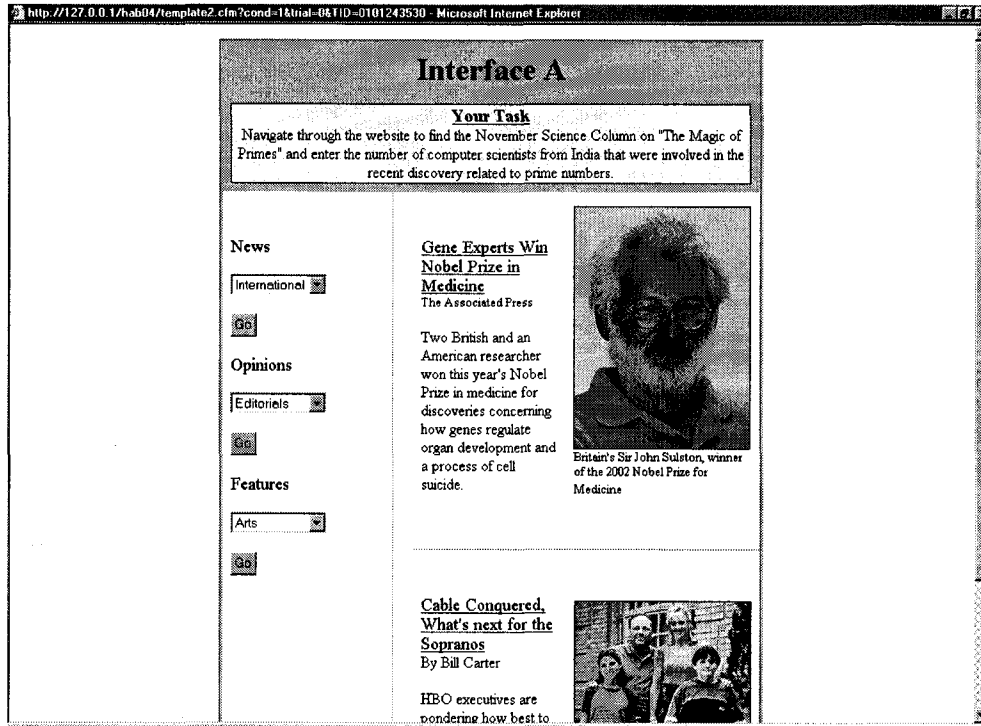 http://127.0.0.1/hab04/template2.cfm?cond=1&trial=8&TID=0101243530 - Microsoft Internet Explorer
Interface A
Your Task
Navigate through the website to find the November Science Column on "The Magic of
Primes" and enter the number of computer scientists from India that were involved in the
recent discovery related to prime numbers.
News
International
Go
Opinions
Editorials
Go
Features
Arts
Go
Gene Experts Win
Nobel Prize in
Medicine
The Associated Press
Two British and an
American researcher
won this year's Nobel
Prize in medicine for
discoveries concerning
how genes regulate
organ development and
a process of cell
suicide.
Britain's Sir John Sulston, winner
of the 2002 Nobel Prize for
Medicine
Cable Conquered,
What's next for the
Sopranos
By Bill Carter
HBO executives are
pondering how best to